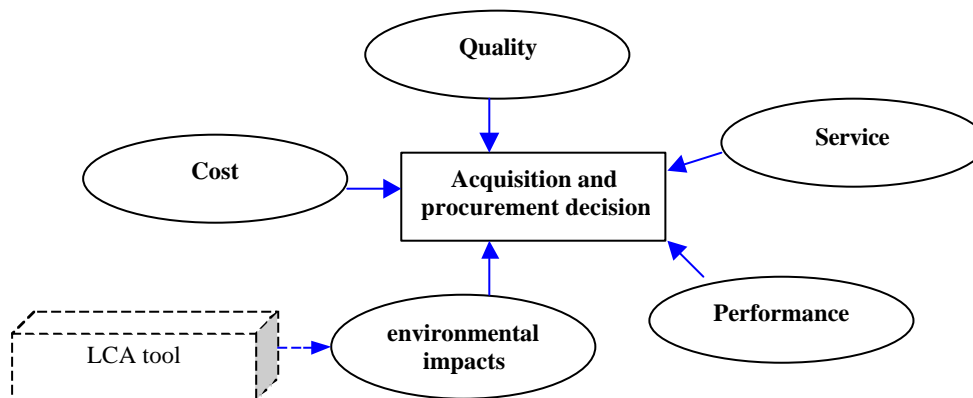 Quality
Service
Cost
Acquisition and
procurement decision
Performance
environmental
impacts
LCA tool